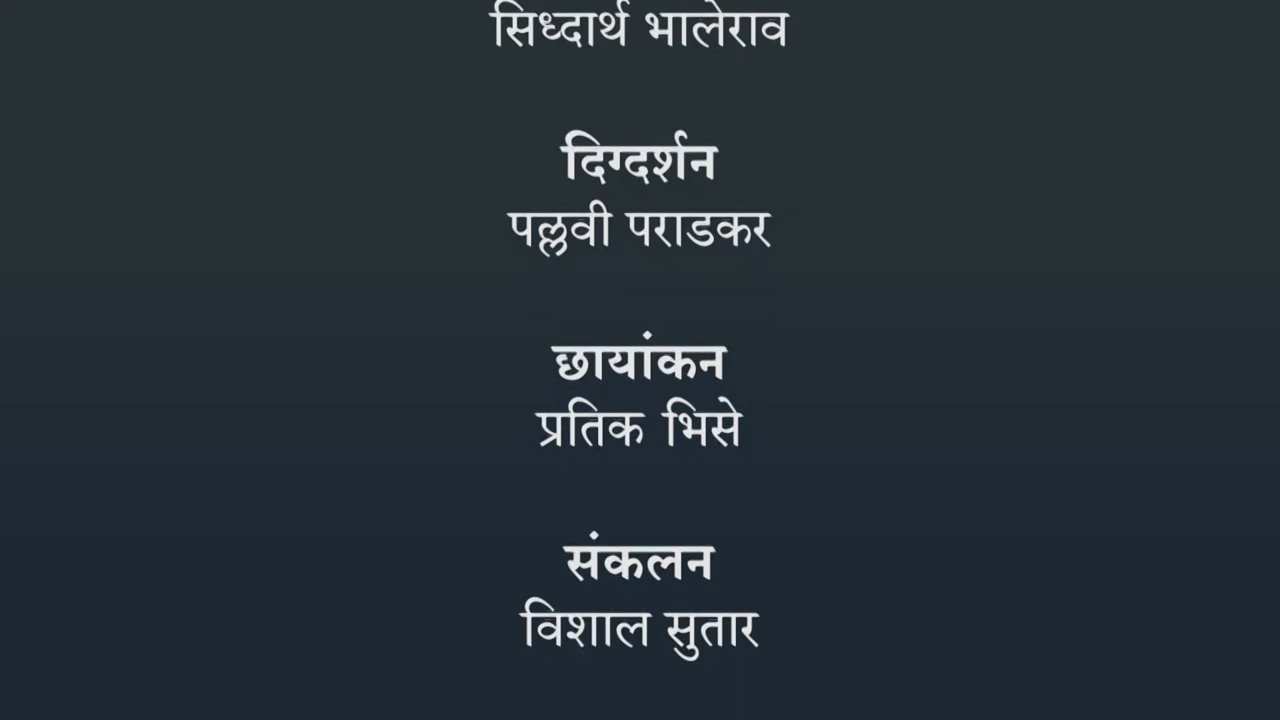 सिध्दार्थ भालेराव
दिग्दर्शन
पल्लवी पराडकर
छायांकन
प्रतिक भिसे
संकलन
विशाल सुतार